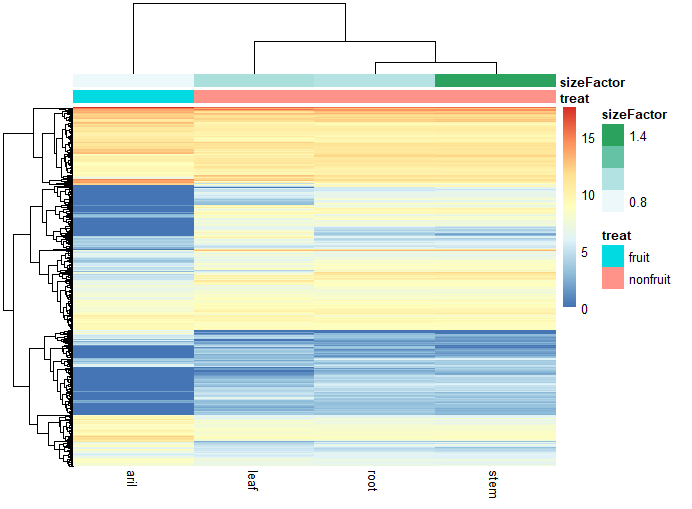 sizeFactor
treat
sizeFactor
1.4
0.8
15
10
5
0
treat
fruit
nonfruit
aril
leaf
root
stem